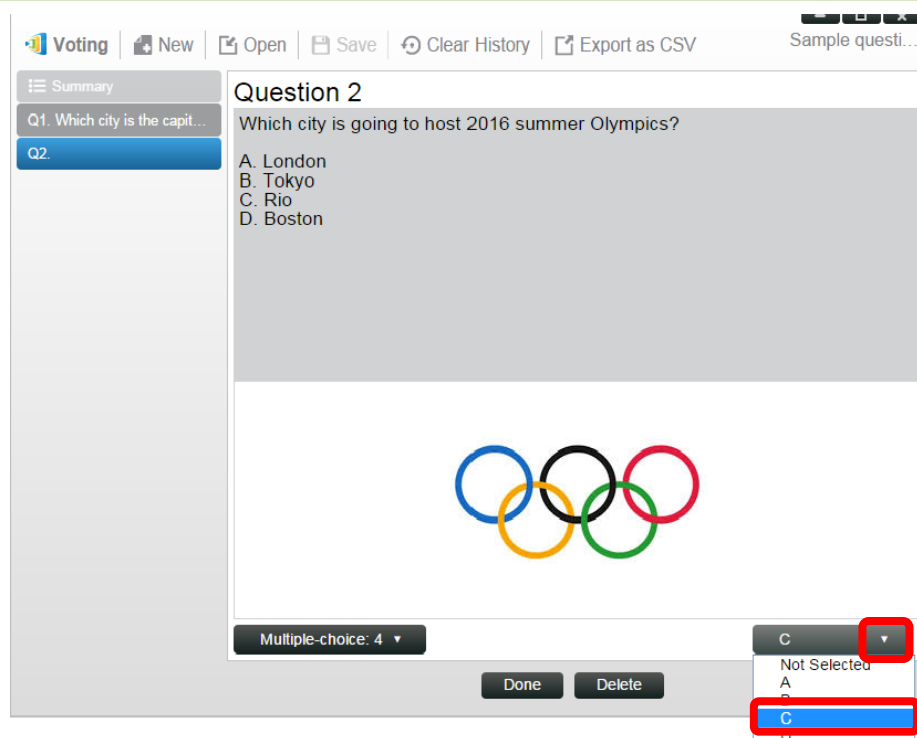 Voting New Open Save Clear History Export as CSV Sample questi...
Summary
Q1. Which city is the capit...
Q2.
Question 2
Which city is going to host 2016 summer Olympics?
A. London
B. Tokyo
C. Rio
D. Boston
Multiple-choice: 4
C
Not Selected
A
C
Done Delete